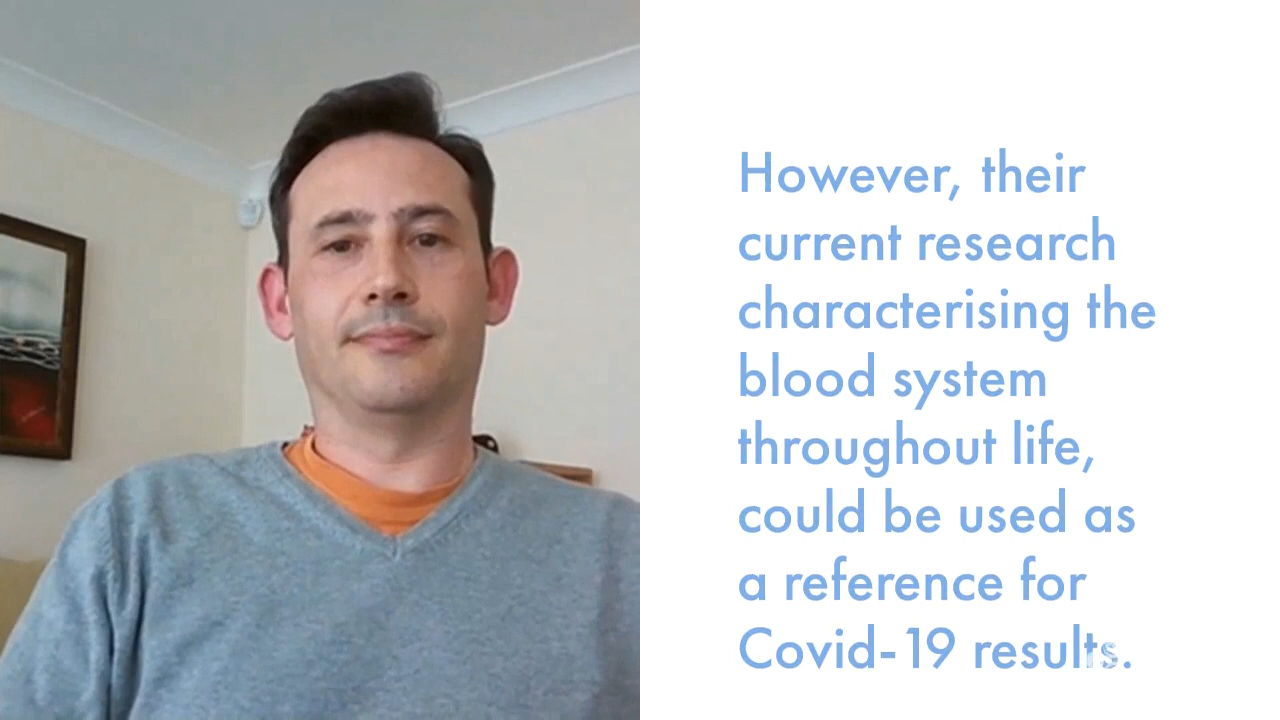 However, their
current research
characterising the
blood system
throughout life,
could be used as
a reference for
Covid-19 results.